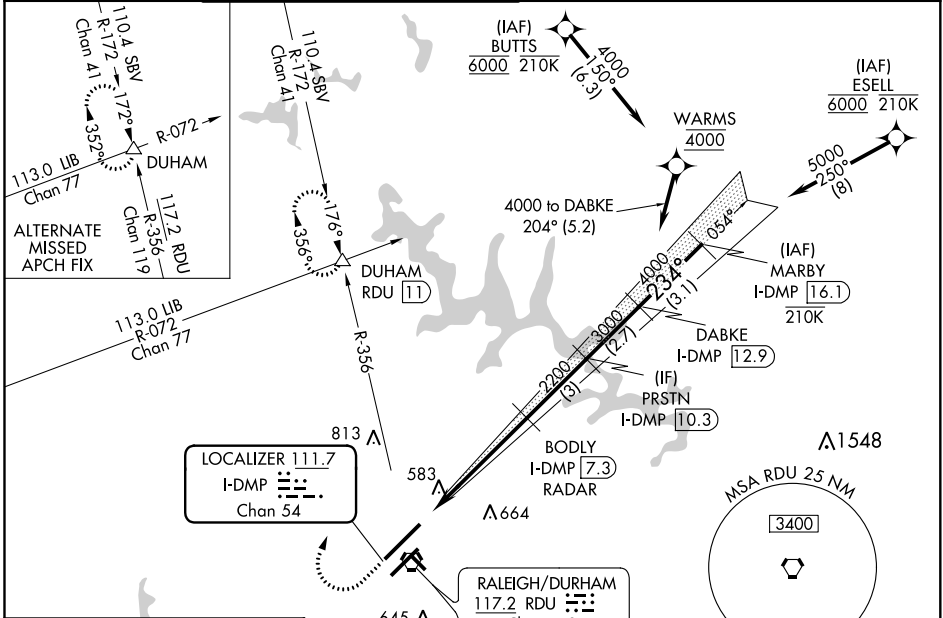 110.4 SBV
R-172
Chan 41
172°
352°
R-072
DUHAM
113.0 LIB
Chan 77
117.2 RDU
R-356
Chan 119
ALTERNATE
MISSED
APCH FIX
110.4 SBV
R-172
Chan 41
176°
356°
DUHAM
RDU 11
113.0 LIB
R-072
Chan 77
R-356
(IAF)
BUTTS
6000 210K
4000
150°
(6.3)
(IAF)
ESELL
6000 210K
5000
250°
(8)
WARMS
4000
4000 to DABKE
204° (5.2)
054°
4000
234°
(3.1)
3000
(2.7)
2200
(3)
(IAF)
MARBY
I-DMP 16.1
210K
DABKE
I-DMP 12.9
(IF)
PRSTN
I-DMP 10.3
BODLY
I-DMP 7.3
RADAR
813
583
664
1548
LOCALIZER 111.7
I-DMP
Chan 54
MSA RDU 25 NM
3400
RALEIGH/DURHAM
117.2 RDU